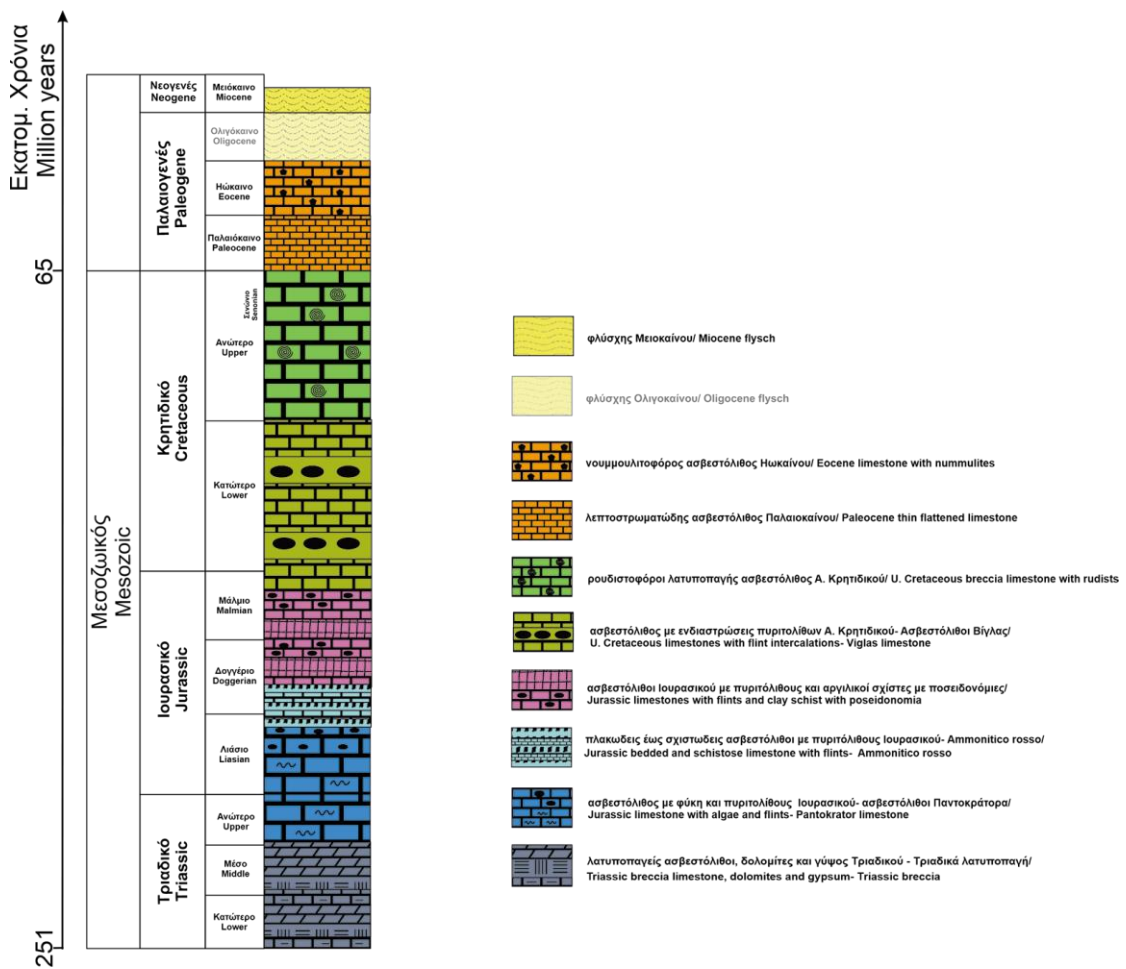 Εκατομ. Χρόνια
Million years
65
251
Μεσοζωικός
Mesozoic
Νεογενές
Neogene
Μειόκαινο
Miocene
Παλαιογενές
Paleogene
Ολιγόκαινο
Oligocene
Ηώκαινο
Eocene
Παλαιόκαινο
Paleocene
Κρητιδικό
Cretaceous
Σενώνιο
Senonian
Ανώτερο
Upper
Κατώτερο
Lower
Ιουρασικό
Jurassic
Μάλμιο
Malmian
Δογγέριο
Doggerian
Λιάσιο
Liasian
Τριαδικό
Triassic
Ανώτερο
Upper
Μέσο
Middle
Κατώτερο
Lower
φλύσχης Μειοκαίνου/ Miocene flysch
φλύσχης Ολιγοκαίνου/ Oligocene flysch
νουμμουλιτοφόρος ασβεστόλιθος Ηωκαίνου/ Eocene limestone with nummulites
λεπτοστρωματώδης ασβεστόλιθος Παλαιοκαίνου/ Paleocene thin flattened limestone
ρουδιστοφόροι λατυποπαγής ασβεστόλιθος Α. Κρητιδικού/ U. Cretaceous breccia limestone with rudists
ασβεστόλιθος με ενδιαστρώσεις πυριτολίθων Α. Κρητιδικού- Ασβεστόλιθοι Βίγλας/
U. Cretaceous limestones with flint intercalations- Viglas limestone
ασβεστόλιθοι Ιουρασικού με πυριτόλιθους και αργιλικοί σχίστες με ποσειδονόμιες/
Jurassic limestones with flints and clay schist with poseidonomia
πλακωδεις έως σχιστωδεις ασβεστόλιθοι με πυριτόλιθους Ιουρασικού- Ammonitico rosso/
Jurassic bedded and schistose limestone with flints- Ammonitico rosso
ασβεστόλιθος με φύκη και πυριτολίθους Ιουρασικού- ασβεστόλιθοι Παντοκράτορα/
Jurassic limestone with algae and flints- Pantokrator limestone
λατυποπαγείς ασβεστόλιθοι, δολομίτες και γύψος Τριαδικού - Τριαδικά λατυποπαγή/
Triassic breccia limestone, dolomites and gypsum- Triassic breccia